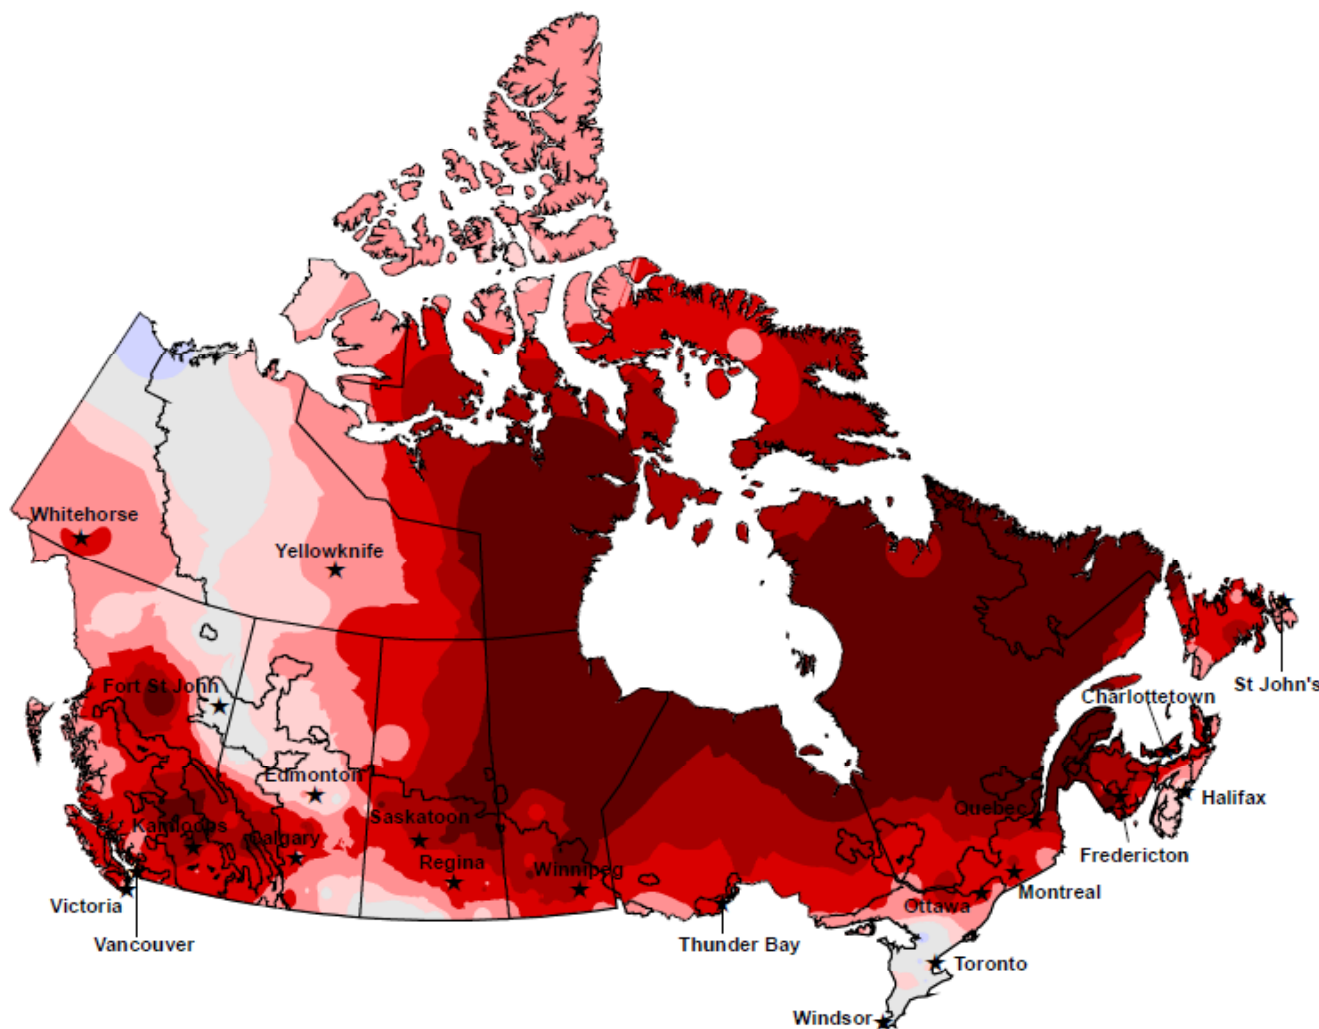 Whitehorse
Yellowknife
Fort St John
St John's
Charlottetown
Edmonton
Halifax
Quebec
Saskatoon
Kamloops
Calgary
Fredericton
Regina
Winnipeg
Montreal
Victoria
Ottawa
Vancouver
Thunder Bay
Toronto
Windsor